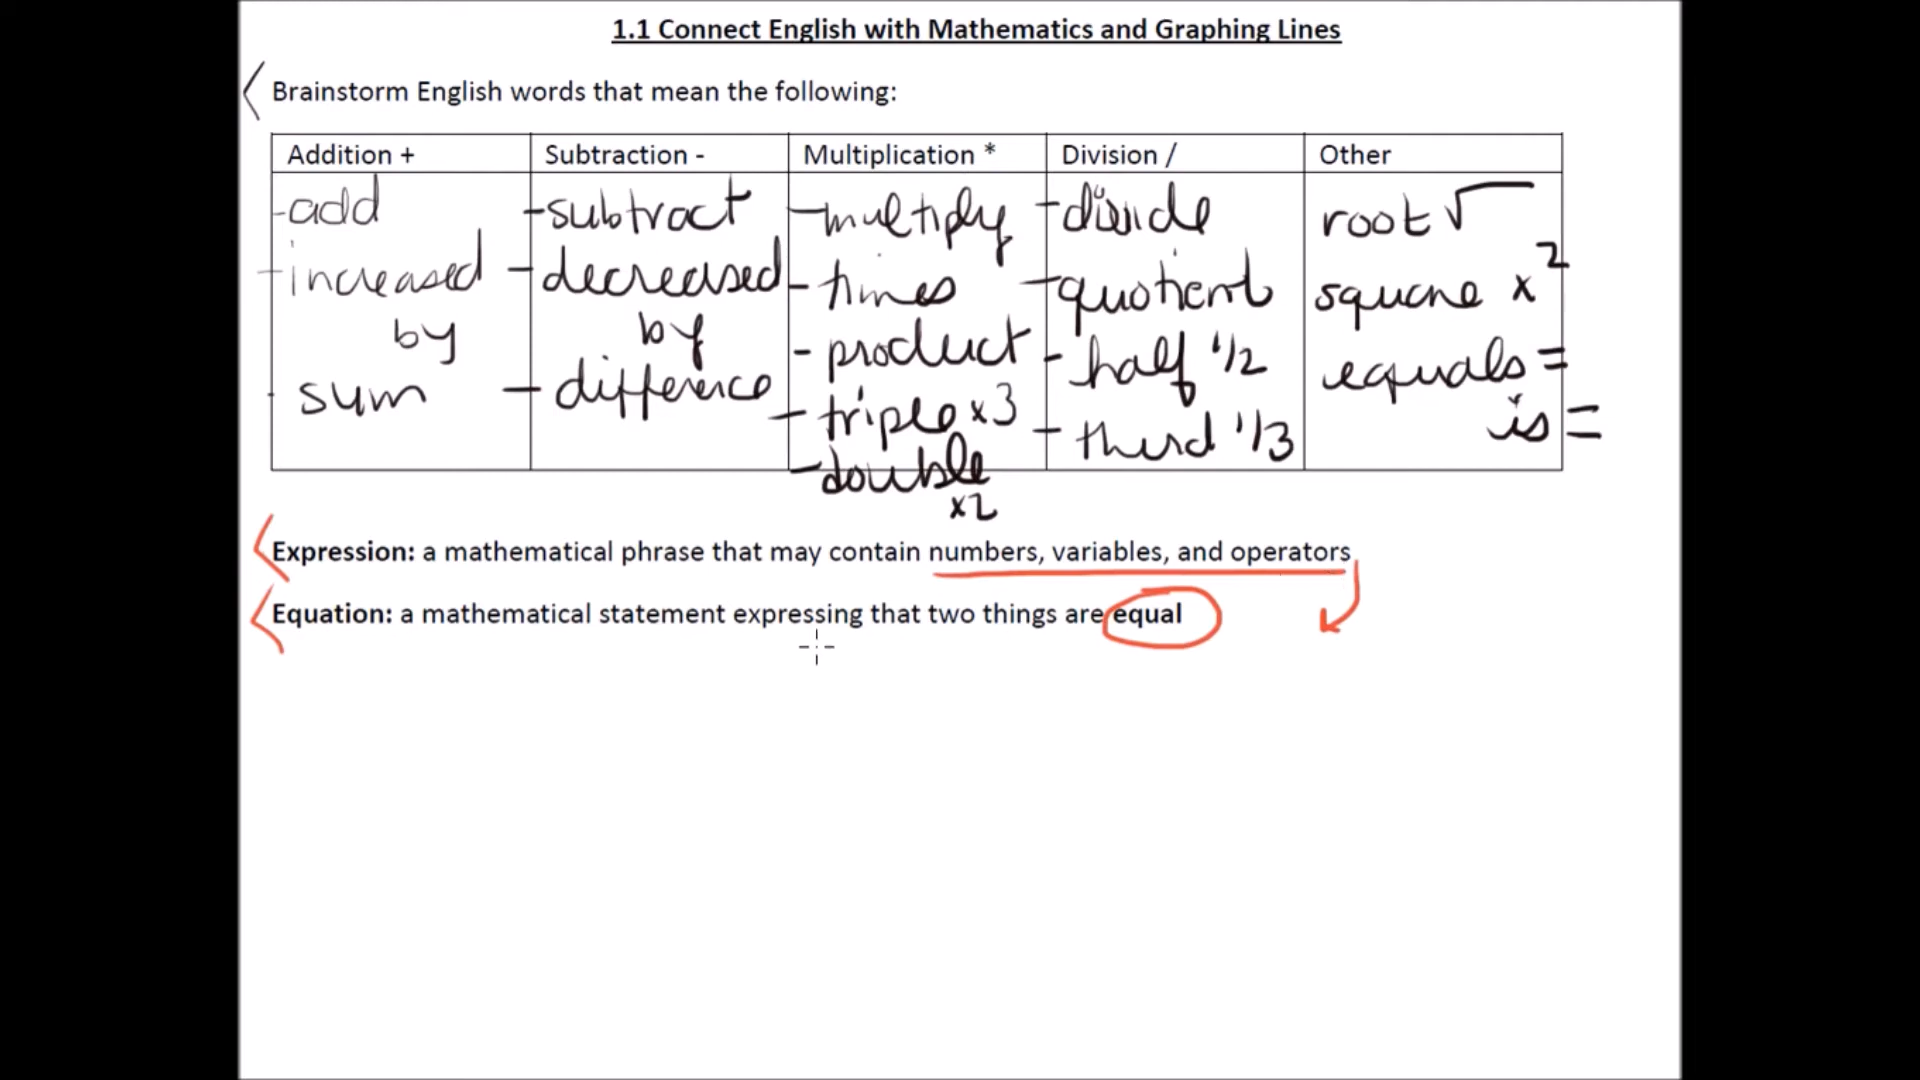 1.1 Connect English with Mathematics and Graphing Lines
Brainstorm English words that mean the following:
Addition + Subtraction - Multiplication * Division / Other
-add -subtract -multiply -divide root √
-increased -decreased -times -quotient square x²
by by -product -half 1/2 equals =
- sum - difference -triple x3 -third 1/3 is =
-double
x2
Expression: a mathematical phrase that may contain numbers, variables, and operators
Equation: a mathematical statement expressing that two things are equal